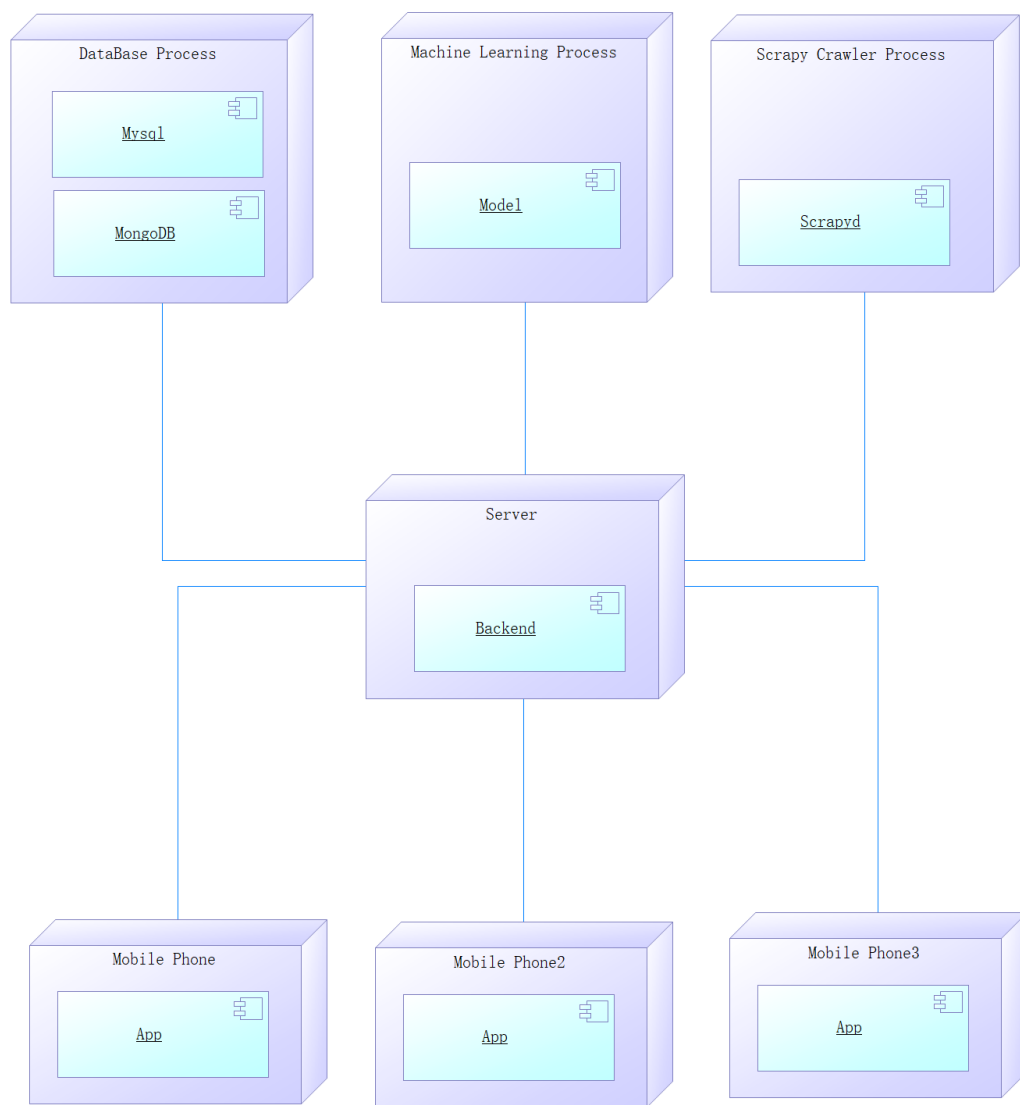 DataBase Process
Machine Learning Process
Scrapy Crawler Process
Mysql
MongoDB
Model
Scrapyd
Server
Backend
Mobile Phone
Mobile Phone2
Mobile Phone3
App
App
App